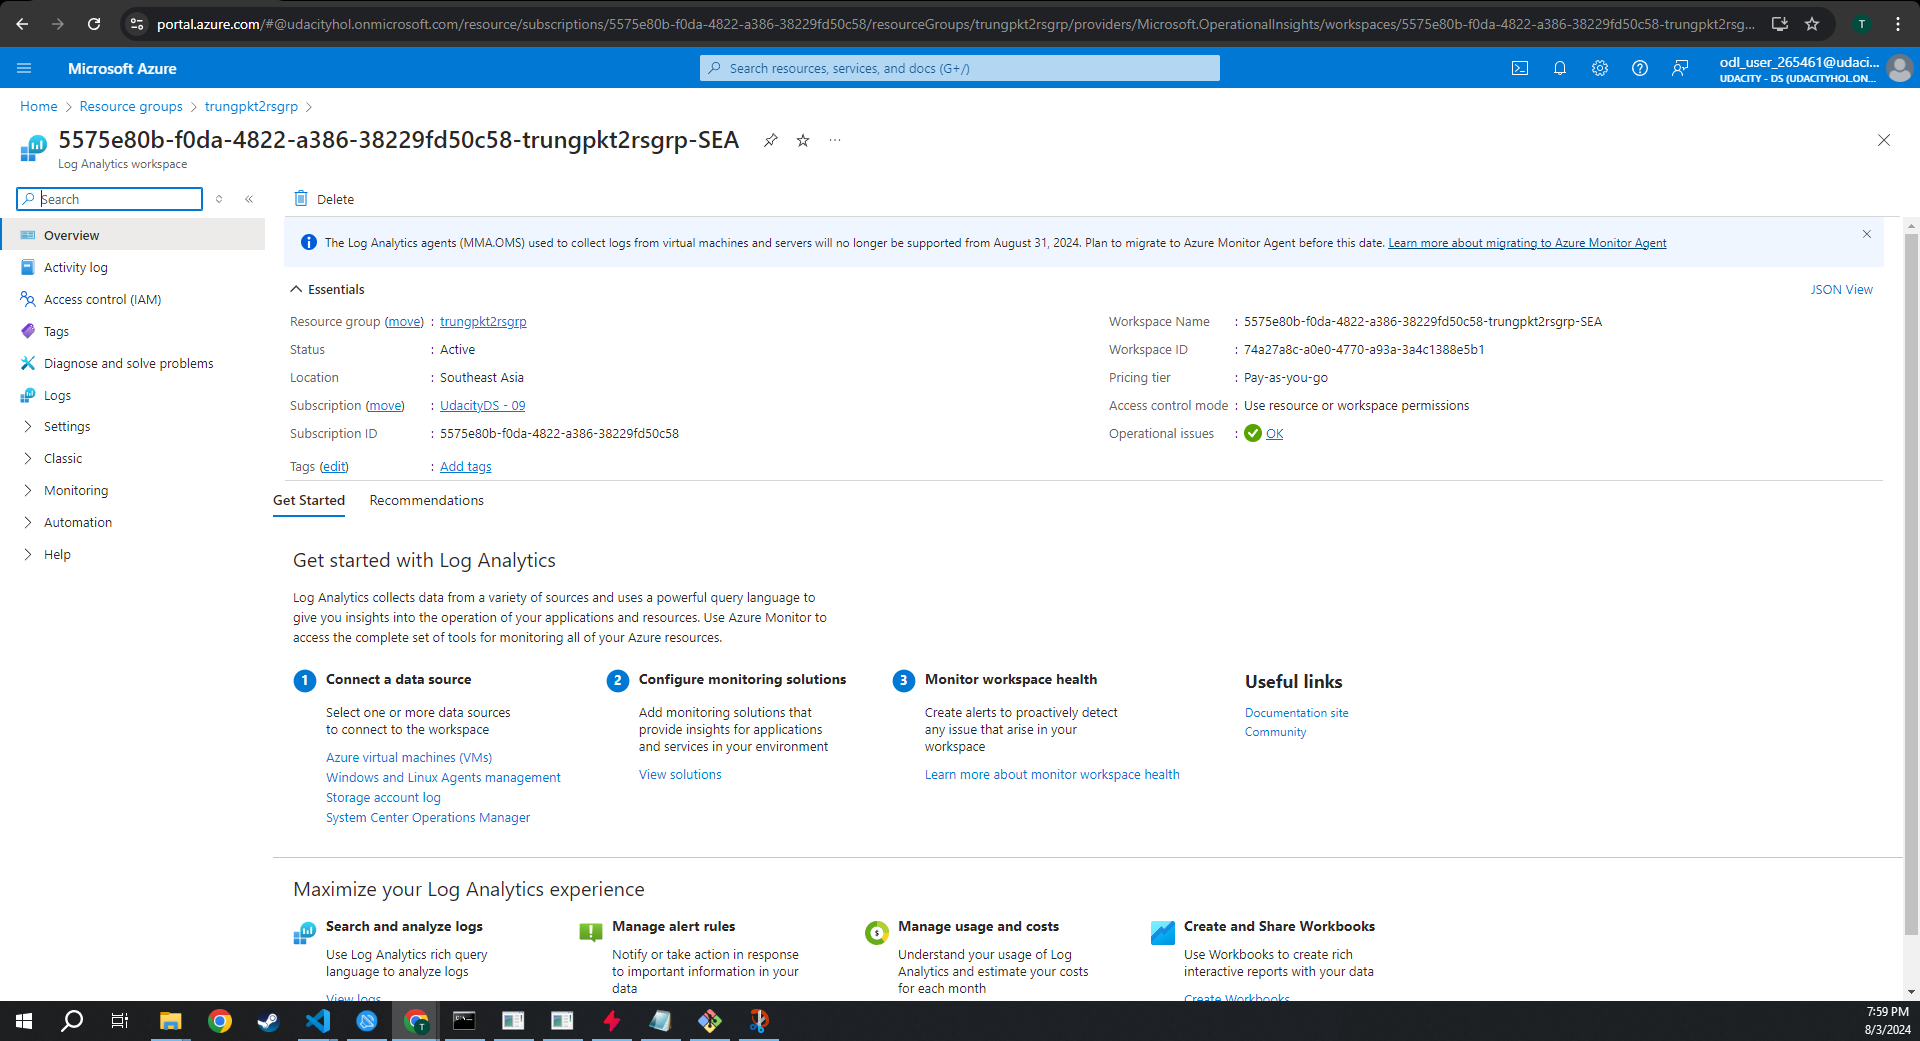 portal.azure.com/#@udacityhol.onmicrosoft.com/resource/subscriptions/5575e80b-f0da-4822-a386-38229fd50c58/resourceGroups/trungpkt2rsgrp/providers/Microsoft.OperationalInsights/workspaces/5575e80b-f0da-4822-a386-38229fd50c58-trungpkt2rsg...
T
Microsoft Azure
Search resources, services, and docs (G+/)
odl_user_265461@udaci...
UDACITY - DS (UDACITYHOL.ON...
Home > Resource groups > trungpkt2rsgrp >
5575e80b-f0da-4822-a386-38229fd50c58-trungpkt2rsgrp-SEA
Log Analytics workspace
Search
Delete
Overview
Activity log
Access control (IAM)
Tags
Diagnose and solve problems
Logs
Settings
Classic
Monitoring
Automation
Help
The Log Analytics agents (MMA,OMS) used to collect logs from virtual machines and servers will no longer be supported from August 31, 2024. Plan to migrate to Azure Monitor Agent before this date. Learn more about migrating to Azure Monitor Agent
Essentials
JSON View
Resource group (move) : trungpkt2rsgrp
Status : Active
Location : Southeast Asia
Subscription (move) : UdacityDS - 09
Subscription ID : 5575e80b-f0da-4822-a386-38229fd50c58
Tags (edit) : Add tags
Workspace Name : 5575e80b-f0da-4822-a386-38229fd50c58-trungpkt2rsgrp-SEA
Workspace ID : 74a27a8c-a0e0-4770-a93a-3a4c1388e5b1
Pricing tier : Pay-as-you-go
Access control mode : Use resource or workspace permissions
Operational issues : OK
Get Started Recommendations
Get started with Log Analytics
Log Analytics collects data from a variety of sources and uses a powerful query language to
give you insights into the operation of your applications and resources. Use Azure Monitor to
access the complete set of tools for monitoring all of your Azure resources.
1 Connect a data source
Select one or more data sources
to connect to the workspace
Azure virtual machines (VMs)
Windows and Linux Agents management
Storage account log
System Center Operations Manager
2 Configure monitoring solutions
Add monitoring solutions that
provide insights for applications
and services in your environment
View solutions
3 Monitor workspace health
Create alerts to proactively detect
any issue that arise in your
workspace
Learn more about monitor workspace health
Useful links
Documentation site
Community
Maximize your Log Analytics experience
Search and analyze logs
Use Log Analytics rich query
language to analyze logs
View logs
Manage alert rules
Notify or take action in response
to important information in your
data
Manage usage and costs
Understand your usage of Log
Analytics and estimate your costs
for each month
Create and Share Workbooks
Use Workbooks to create rich
interactive reports with your data
Create Workbooks
7:59 PM
8/3/2024